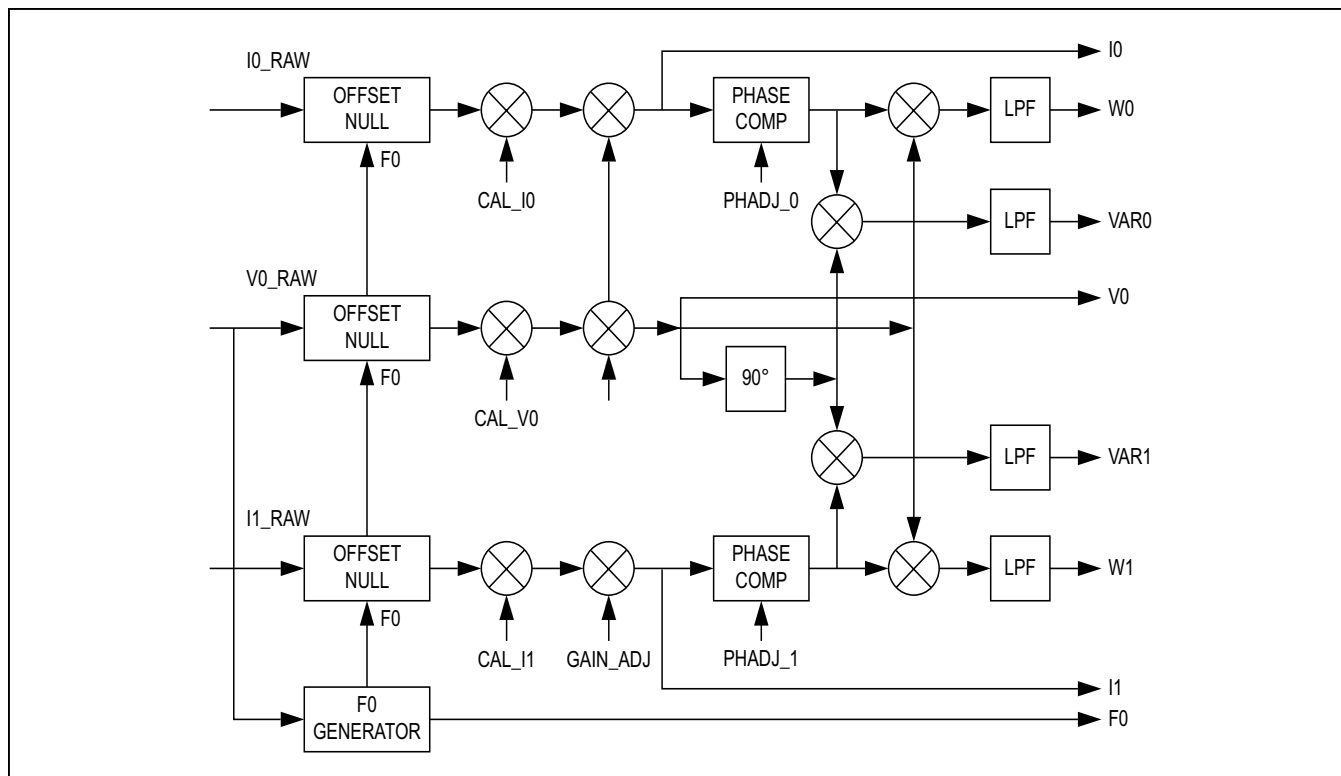 I0
I0_RAW
OFFSET
NULL
PHASE
COMP
LPF
W0
F0
CAL_I0
PHADJ_0
LPF
VAR0
V0_RAW
V0
OFFSET
NULL
F0
90°
CAL_V0
LPF
VAR1
I1_RAW
OFFSET
NULL
PHASE
COMP
LPF
W1
F0
CAL_I1
GAIN_ADJ
PHADJ_1
I1
F0
GENERATOR
F0